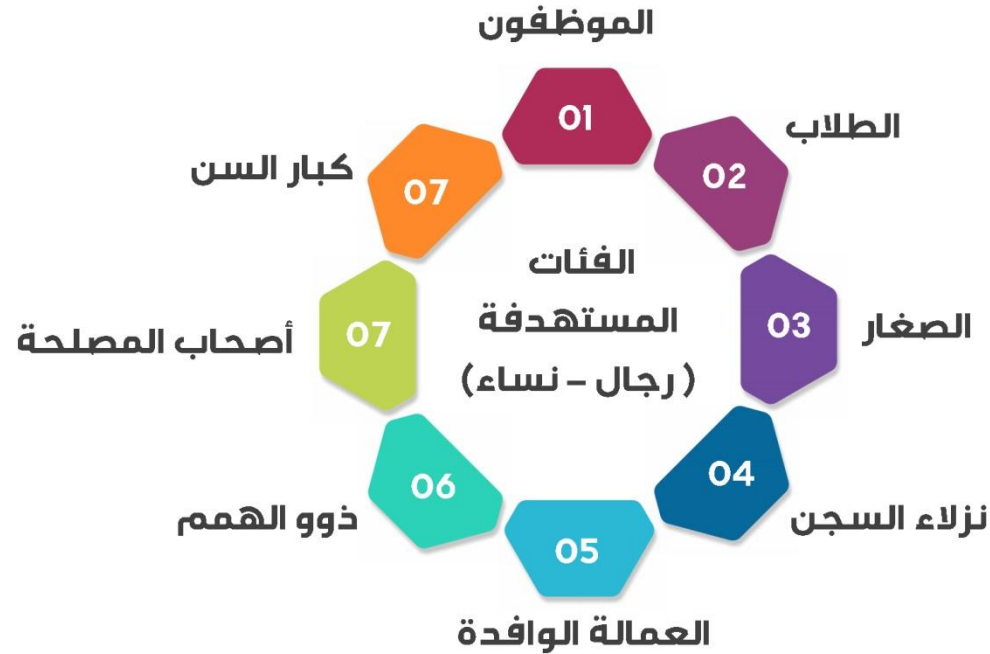 الموظفون
01
الطلاب
02
الصغار
03
نزلاء السجن
04
العمالة الوافدة
05
ذوو الهمم
06
أصحاب المصلحة
07
كبار السن
07
الفئات
المستهدفة
(رجال – نساء)